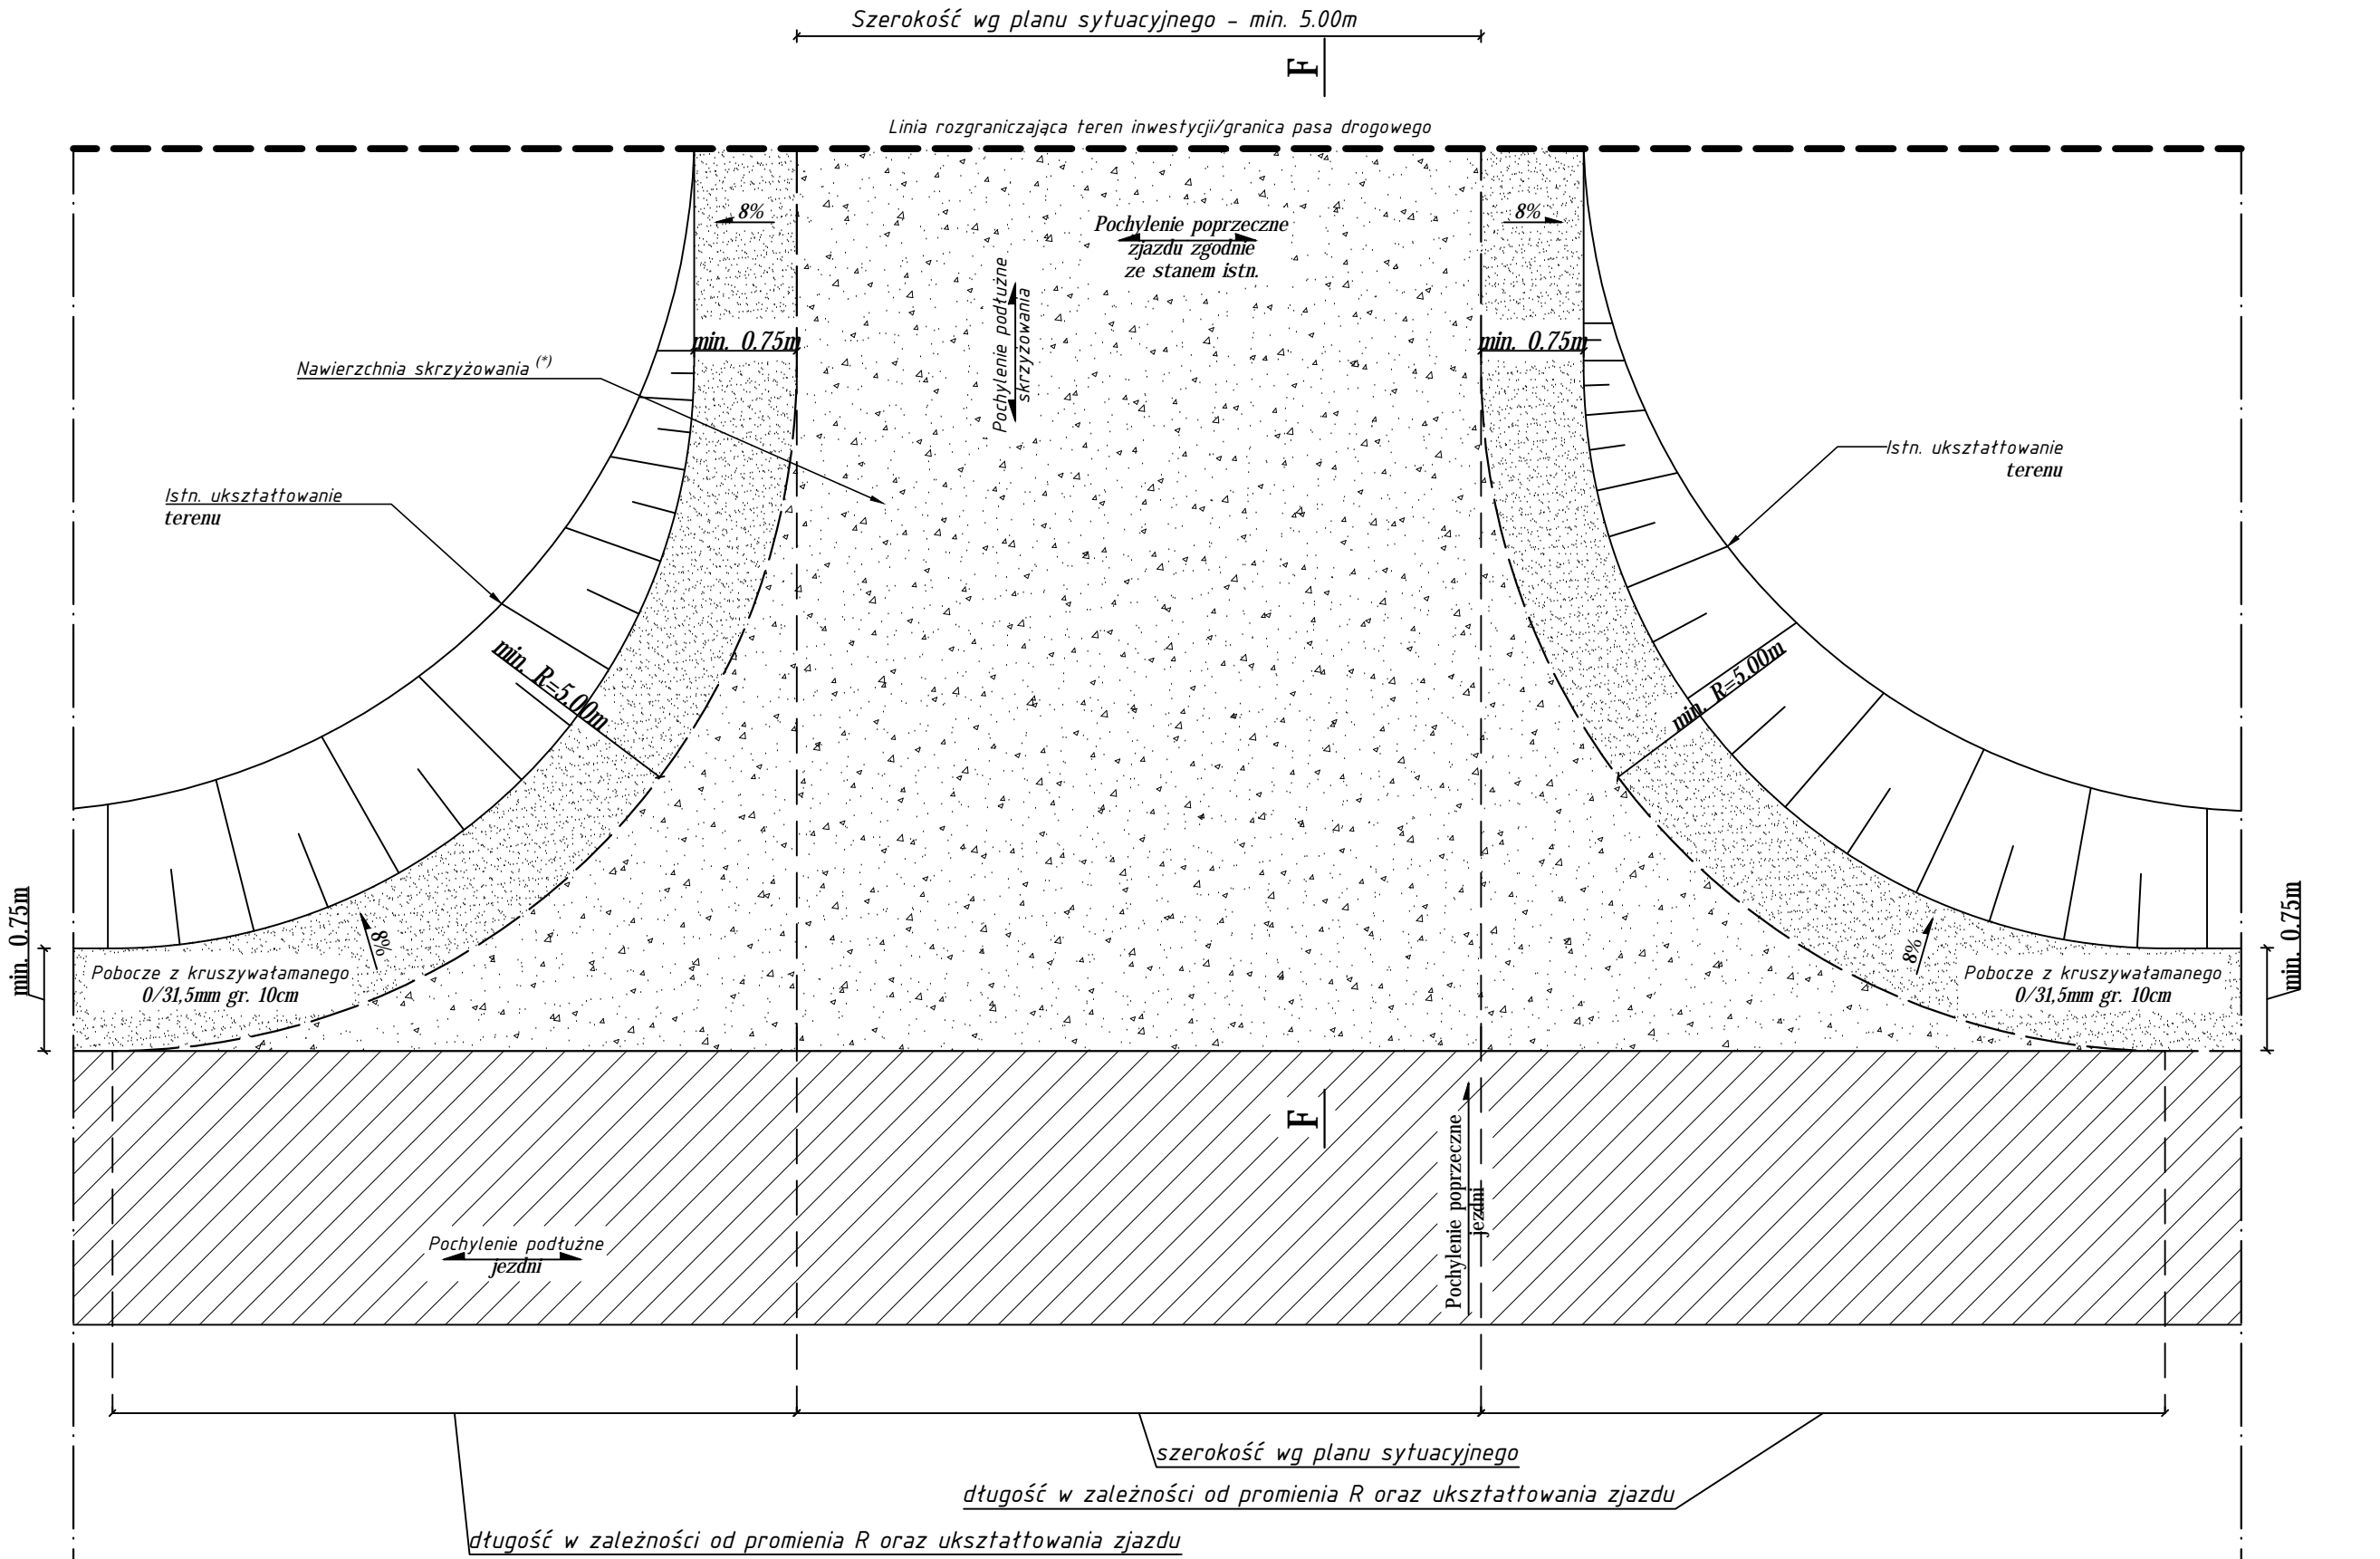 Szerokość wg planu sytuacyjnego - min. 5.00m
F
Linia rozgraniczająca teren inwestycji/granica pasa drogowego
8%
Pochylenie poprzeczne
zjazdu zgodnie
ze stanem istn.
8%
Pochylenie podłużne
skrzyżowania
min. 0.75m
min. 0.75m
Nawierzchnia skrzyżowania (*)
Istn. ukształtowanie
terenu
Istn. ukształtowanie
terenu
min. R=5.00m
min. R=5.00m
min. 0.75m
8%
8%
min. 0.75m
Pobocze z kruszywałamanego
0/31,5mm gr. 10cm
Pobocze z kruszywałamanego
0/31,5mm gr. 10cm
F
Pochylenie poprzeczne
jezdni
Pochylenie podłużne
jezdni
szerokość wg planu sytuacyjnego
długość w zależności od promienia R oraz ukształtowania zjazdu
długość w zależności od promienia R oraz ukształtowania zjazdu